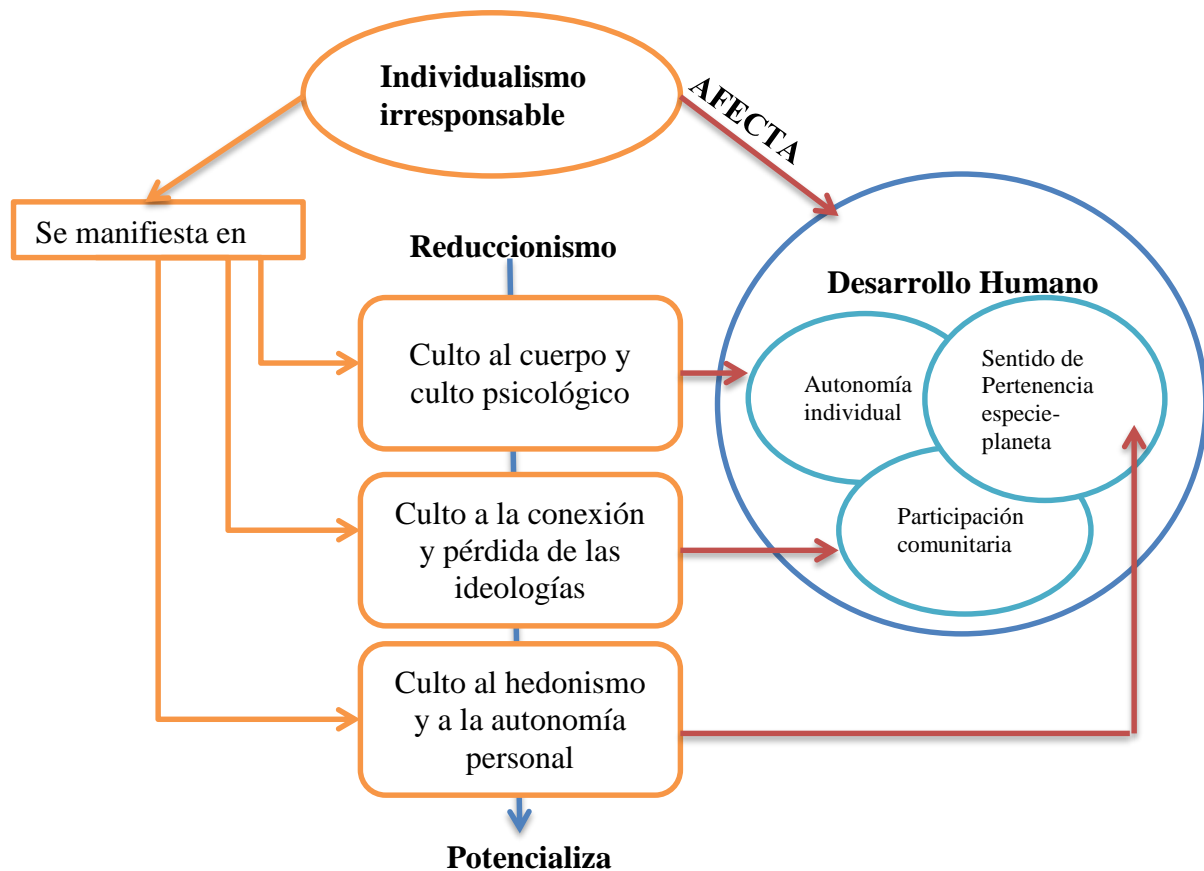 Individualismo
irresponsable
AFECTA
Se manifiesta en
Reduccionismo
Desarrollo Humano
Culto al cuerpo y
culto psicológico
Autonomía
individual
Sentido de
Pertenencia
especie-
planeta
Culto a la conexión
y pérdida de las
ideologías
Participación
comunitaria
Culto al hedonismo
y a la autonomía
personal
Potencializa